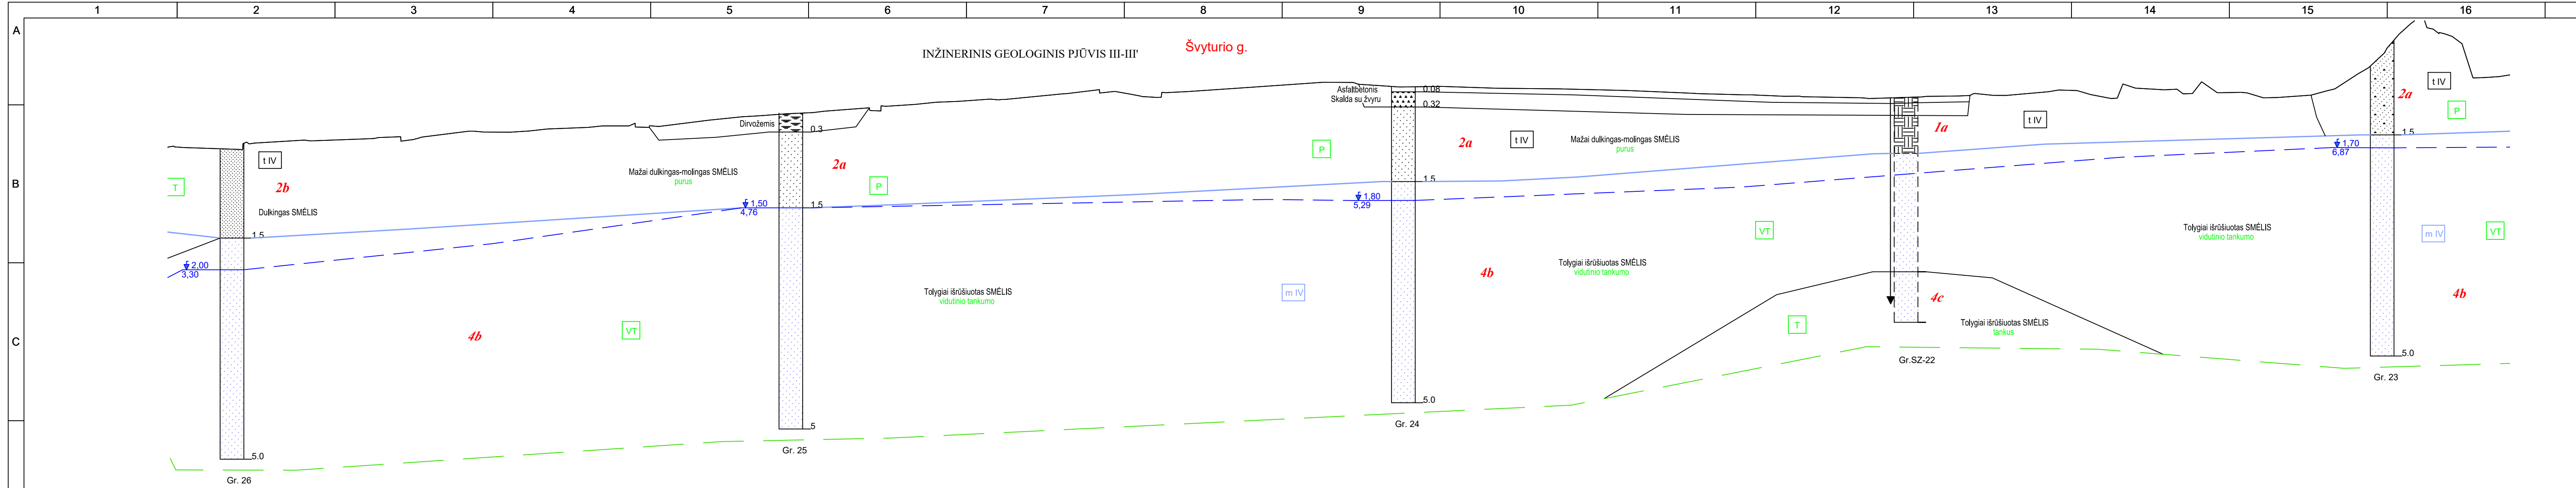 1 2 3 4 5 6 7 8 9 10 11 12 13 14 15 16
A
B
C
INŽINERINIS GEOLOGINIS PJŪVIS III-III'
Švyturio g.
T
t IV
2b
Dulkingas SMĖLIS
1.5
2,00
3,30
5.0
Gr. 26
4b
VT
Mažai dulkingas-molingas SMĖLIS
purus
Dirvožemis
0.3
1,50
4,76
1.5
5
Gr. 25
2a
P
Tolygiai išrūšiuotas SMĖLIS
vidutinio tankumo
m IV
P
Asfaltbetonis
Skalda su žvyru
0.08
0.32
1.5
1,80
5,29
5.0
Gr. 24
2a
t IV
4b
Mažai dulkingas-molingas SMĖLIS
purus
Tolygiai išrūšiuotas SMĖLIS
vidutinio tankumo
VT
T
1a
4c
Gr.SZ-22
t IV
Tolygiai išrūšiuotas SMĖLIS
tankus
Tolygiai išrūšiuotas SMĖLIS
vidutinio tankumo
1,70
6,87
1.5
5.0
Gr. 23
2a
t IV
P
m IV
VT
4b